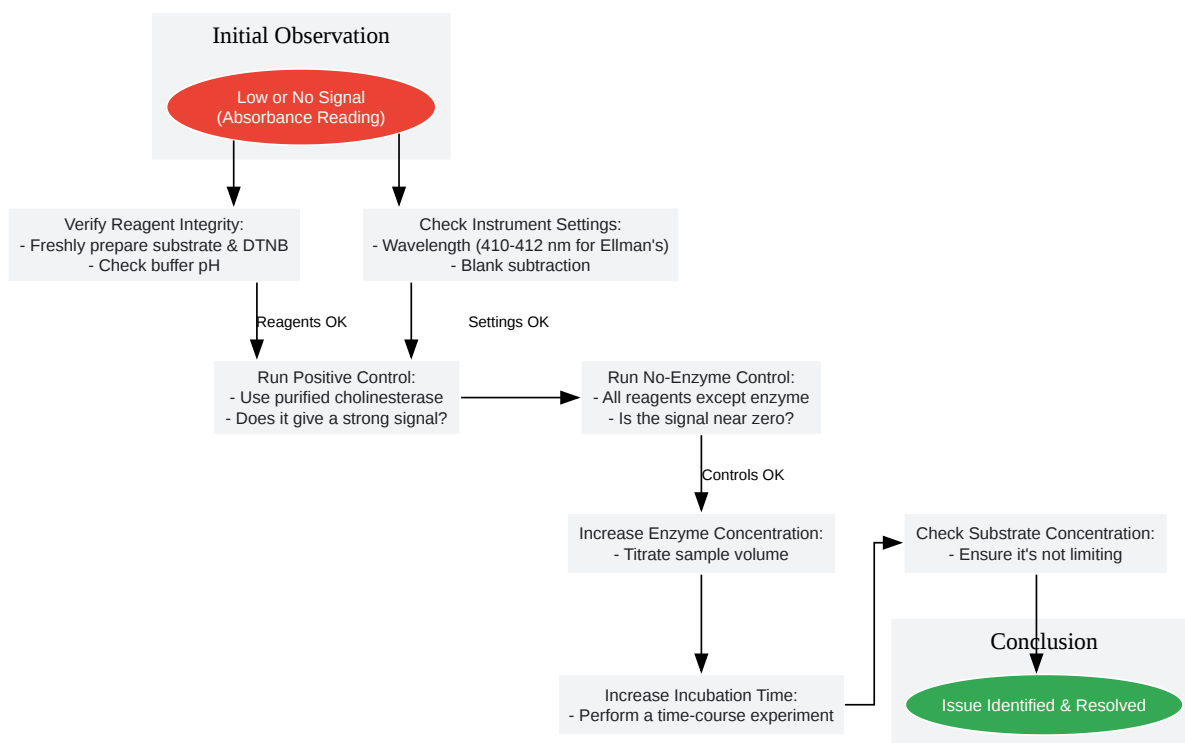 Initial Observation
Low or No Signal
(Absorbance Reading)
Verify Reagent Integrity:
- Freshly prepare substrate & DTNB
- Check buffer pH
Check Instrument Settings:
- Wavelength (410-412 nm for Ellman's)
- Blank subtraction
Reagents OK
Settings OK
Run Positive Control:
- Use purified cholinesterase
- Does it give a strong signal?
Run No-Enzyme Control:
- All reagents except enzyme
- Is the signal near zero?
Controls OK
Increase Enzyme Concentration:
- Titrate sample volume
Increase Incubation Time:
- Perform a time-course experiment
Check Substrate Concentration:
- Ensure it's not limiting
Conclusion
Issue Identified & Resolved